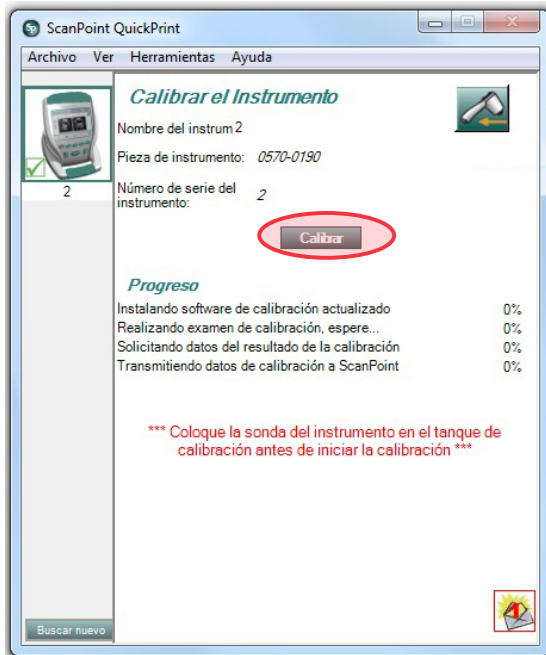 ScanPoint QuickPrint
Archivo Ver Herramientas Ayuda
2
Buscar nuevo
Calibrar el Instrumento
Nombre del instrum 2
Pieza de instrumento: 0570-0190
Número de serie del
instrumento: 2
Calibrar
Progreso
Instalando software de calibración actualizado 0%
Realizando examen de calibración, espere... 0%
Solicitando datos del resultado de la calibración 0%
Transmitiendo datos de calibración a ScanPoint 0%
*** Coloque la sonda del instrumento en el tanque de
calibración antes de iniciar la calibración ***